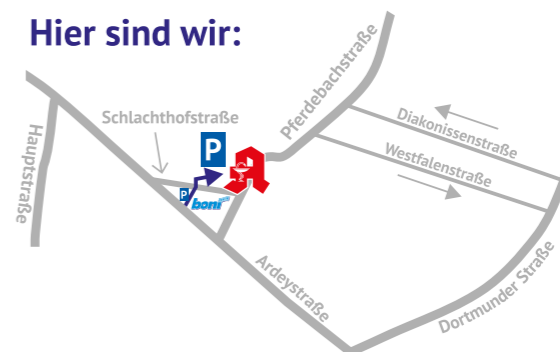 Hier sind wir:
Pferdebachstraße
Schlachthofstraße
Diakonissenstraße
Hauptstraße
P
Westfalenstraße
A
P
boni
Ardeystraße
Dortmunder Straße